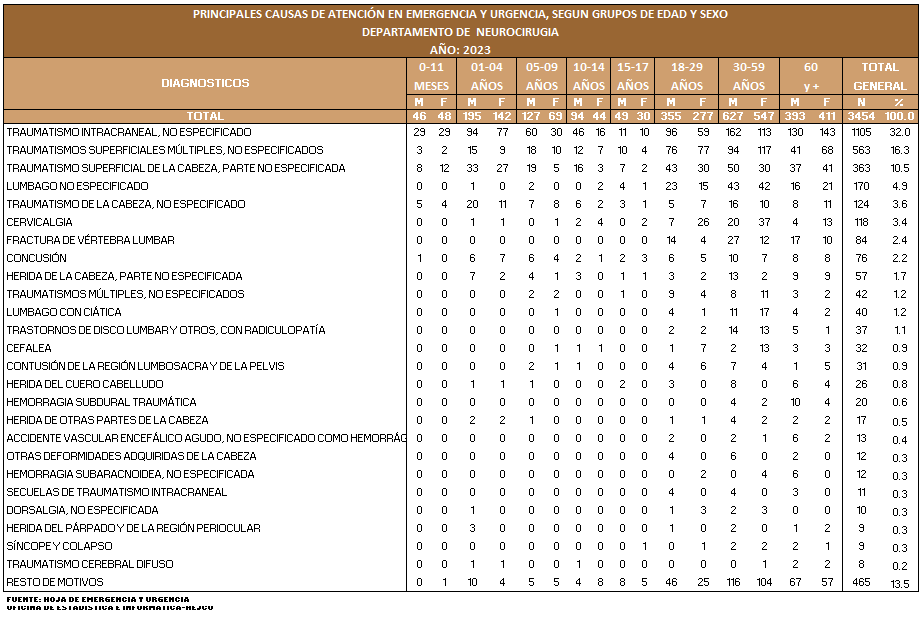 PRINCIPALES CAUSAS DE ATENCIÓN EN EMERGENCIA Y URGENCIA, SEGUN GRUPOS DE EDAD Y SEXO
DEPARTAMENTO DE NEUROCIRUGIA
AÑO: 2023
DIAGNOSTICOS 0-11 MESES 01-04 AÑOS 05-09 AÑOS 10-14 AÑOS 15-17 AÑOS 18-29 AÑOS 30-59 AÑOS 60 y + TOTAL GENERAL
M F M F M F M F M F M F M F M F N %
TOTAL 46 48 195 142 127 69 94 44 49 30 355 277 627 547 393 411 3454 100.0
TRAUMATISMO INTRACRANEAL, NO ESPECIFICADO 29 29 94 77 60 30 46 16 11 10 96 59 162 113 130 143 1105 32.0
TRAUMATISMOS SUPERFICIALES MÚLTIPLES, NO ESPECIFICADOS 3 2 15 9 18 10 12 7 10 4 76 77 94 117 41 68 563 16.3
TRAUMATISMO SUPERFICIAL DE LA CABEZA, PARTE NO ESPECIFICADA 8 12 33 27 19 5 16 3 7 2 43 30 50 30 37 41 363 10.5
LUMBAGO NO ESPECIFICADO 0 0 1 0 2 0 0 2 4 1 23 15 43 42 16 21 170 4.9
TRAUMATISMO DE LA CABEZA, NO ESPECIFICADO 5 4 20 11 7 8 6 2 3 1 5 7 16 10 8 11 124 3.6
CERVICALGIA 0 0 1 1 0 1 2 4 0 2 7 26 20 37 4 13 118 3.4
FRACTURA DE VÉRTEBRA LUMBAR 0 0 0 0 0 0 0 0 0 0 14 4 27 12 17 10 84 2.4
CONCUSIÓN 1 0 6 7 6 4 2 1 2 3 6 5 10 7 8 8 76 2.2
HERIDA DE LA CABEZA, PARTE NO ESPECIFICADA 0 0 7 2 4 1 3 0 1 1 3 2 13 2 9 9 57 1.7
TRAUMATISMOS MÚLTIPLES, NO ESPECIFICADOS 0 0 0 0 2 2 0 0 1 0 9 4 8 11 3 2 42 1.2
LUMBAGO CON CIÁTICA 0 0 0 0 0 1 0 0 0 0 4 1 11 17 4 2 40 1.2
TRASTORNOS DE DISCO LUMBAR Y OTROS, CON RADICULOPATÍA 0 0 0 0 0 0 0 0 0 0 2 2 14 13 5 1 37 1.1
CEFALEA 0 0 0 0 0 1 1 1 0 0 1 7 2 13 3 3 32 0.9
CONTUSIÓN DE LA REGIÓN LUMBOSACRA Y DE LA PELVIS 0 0 0 0 2 1 1 0 0 0 4 6 7 4 1 5 31 0.9
HERIDA DEL CUERO CABELLUDO 0 0 1 1 1 0 0 0 2 0 3 0 8 0 6 4 26 0.8
HEMORRAGIA SUBDURAL TRAUMÁTICA 0 0 0 0 0 0 0 0 0 0 0 0 4 2 10 4 20 0.6
HERIDA DE OTRAS PARTES DE LA CABEZA 0 0 2 2 1 0 0 0 0 0 1 1 4 2 2 2 17 0.5
ACCIDENTE VASCULAR ENCEFÁLICO AGUDO, NO ESPECIFICADO COMO HEMORRÁG 0 0 0 0 0 0 0 0 0 0 2 0 2 1 6 2 13 0.4
OTRAS DEFORMIDADES ADQUIRIDAS DE LA CABEZA 0 0 0 0 0 0 0 0 0 0 4 0 6 0 2 0 12 0.3
HEMORRAGIA SUBARACNOIDEA, NO ESPECIFICADA 0 0 0 0 0 0 0 0 0 0 0 2 0 4 6 0 12 0.3
SECUELAS DE TRAUMATISMO INTRACRANEAL 0 0 0 0 0 0 0 0 0 0 4 0 4 0 3 0 11 0.3
DORSALGIA, NO ESPECIFICADA 0 0 1 0 0 0 0 0 0 0 1 3 2 3 0 0 10 0.3
HERIDA DEL PÁRPADO Y DE LA REGIÓN PERIOCULAR 0 0 3 0 0 0 0 0 0 0 1 0 2 0 1 2 9 0.3
SÍNCOPE Y COLAPSO 0 0 0 0 0 0 0 0 0 1 0 1 2 2 2 1 9 0.3
TRAUMATISMO CEREBRAL DIFUSO 0 0 1 1 0 0 1 0 0 0 0 0 0 1 2 2 8 0.2
RESTO DE MOTIVOS 0 1 10 4 5 5 4 8 8 5 46 25 116 104 67 57 465 13.5
FUENTE: HOJA DE EMERGENCIA Y URGENCIA
OFICINA DE ESTADISTICA E INFORMATICA-HEJCU